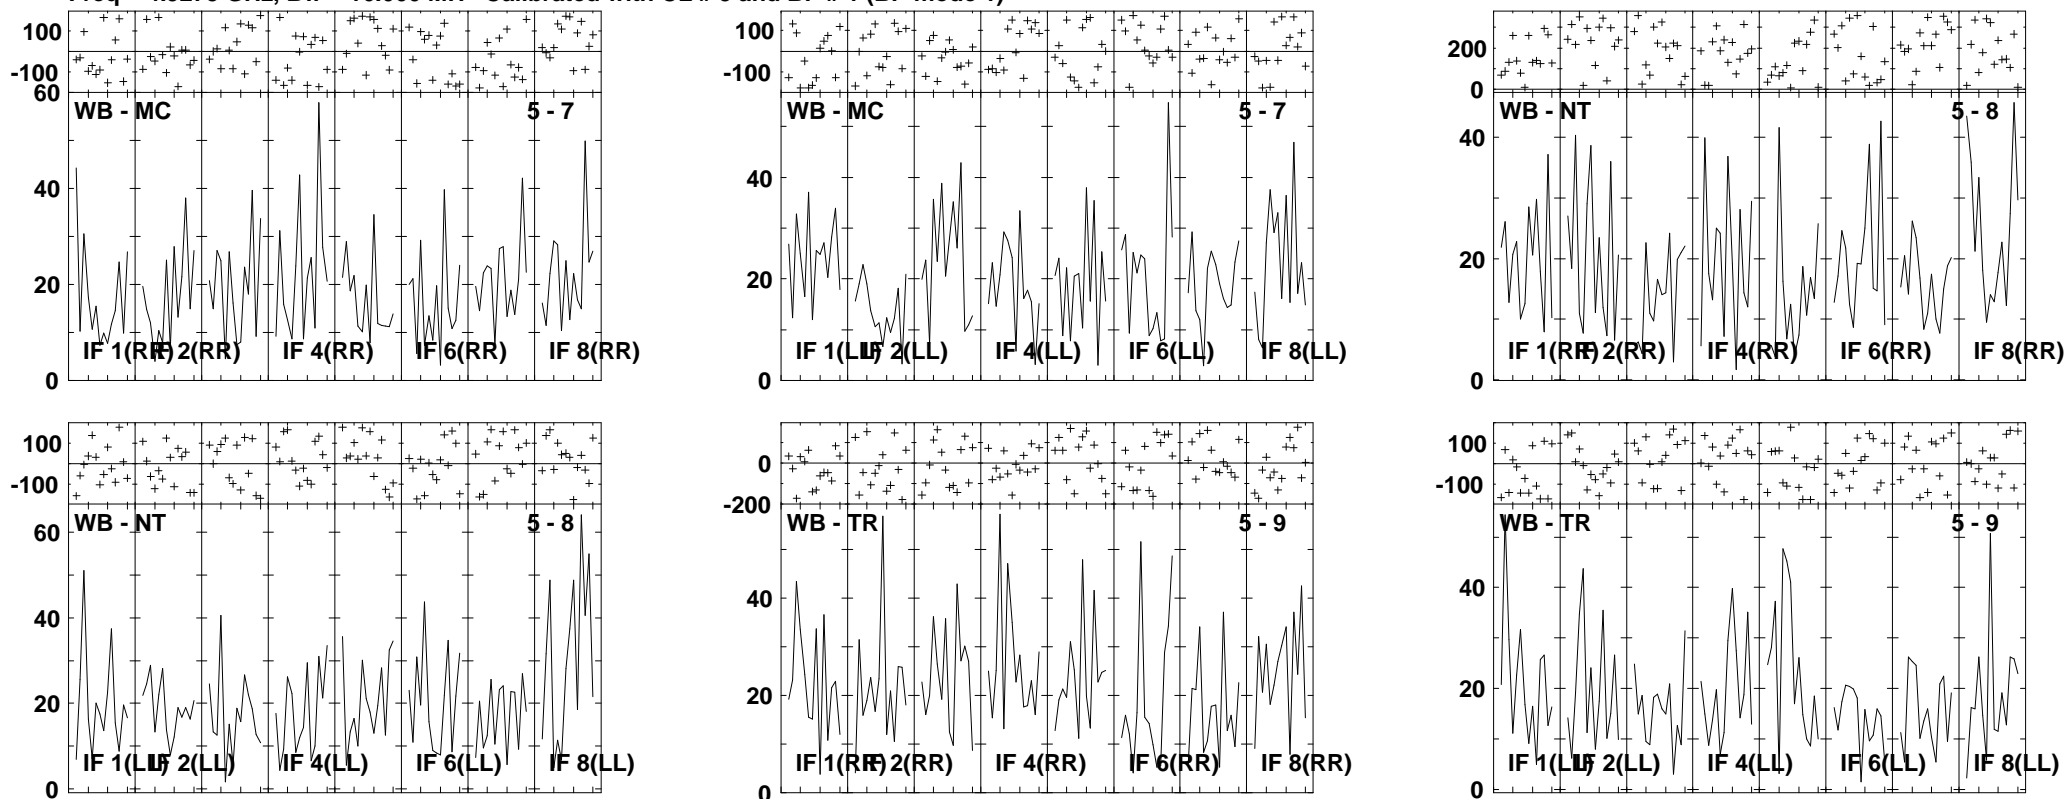 100
-100
60
WB - MC
5 - 7
40
20
IF 1(RR)
IF 2(RR)
IF 4(RR)
IF 6(RR)
IF 8(RR)
0
100
-100
WB - MC
5 - 7
40
20
IF 1(LL)
IF 2(LL)
IF 4(LL)
IF 6(LL)
IF 8(LL)
0
200
0
WB - NT
5 - 8
40
20
IF 1(RR)
IF 2(RR)
IF 4(RR)
IF 6(RR)
IF 8(RR)
0
100
-100
WB - NT
5 - 8
60
40
20
IF 1(LL)
IF 2(LL)
IF 4(LL)
IF 6(LL)
IF 8(LL)
0
0
-200
WB - TR
5 - 9
40
20
IF 1(RR)
IF 2(RR)
IF 4(RR)
IF 6(RR)
IF 8(RR)
0
100
-100
WB - TR
5 - 9
40
20
IF 1(LL)
IF 2(LL)
IF 4(LL)
IF 6(LL)
IF 8(LL)
0